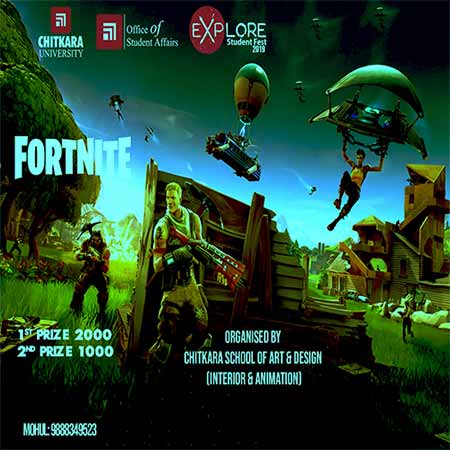 CHITKARA
UNIVERSITY
Office of
Student Affairs
EXPLORE
Student Fest
2019
FORTNITE
1ST PRIZE 2000
2ND PRIZE 1000
ORGANISED BY
CHITKARA SCHOOL OF ART & DESIGN
(INTERIOR & ANIMATION)
MOHUL: 9888349523